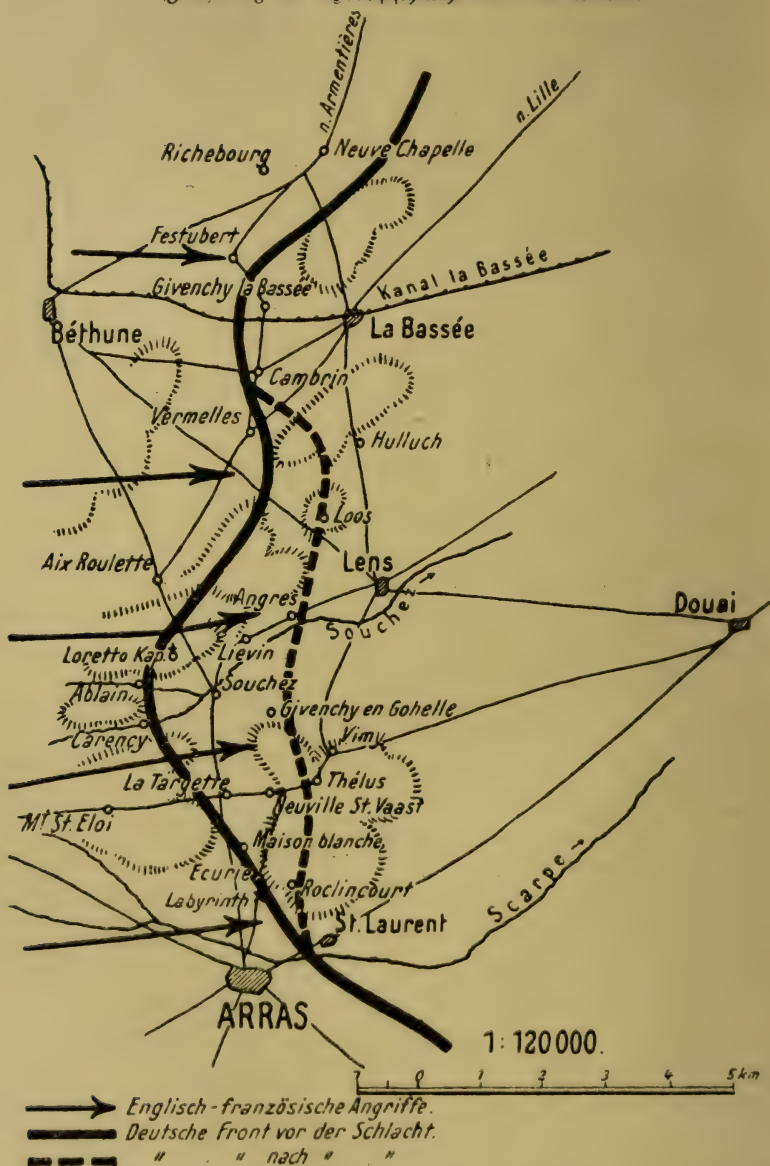 n. Armentières
n. Lille
Richebourg
Neuve Chapelle
Festubert
Givenchy la Bassée
Kanal la Bassée
Béthune
La Bassée
Cambrin
Vermelles
Hulluch
Loos
Aix Roulette
Lens
Angres
Souchez
Douai
Loretto Kap.
Lievin
Ablain
Souchez
Givenchy en Gohelle
Carency
Vimy
La Targette
Thélus
Neuville St. Vaast
Mt St. Eloi
Maison blanche
Ecurie
Labyrinth
Roclincourt
St. Laurent
Scarpe
ARRAS
1:120000.
1 0 1 2 3 4 5 km
Englisch-französische Angriffe.
Deutsche Front vor der Schlacht.
" " nach " "